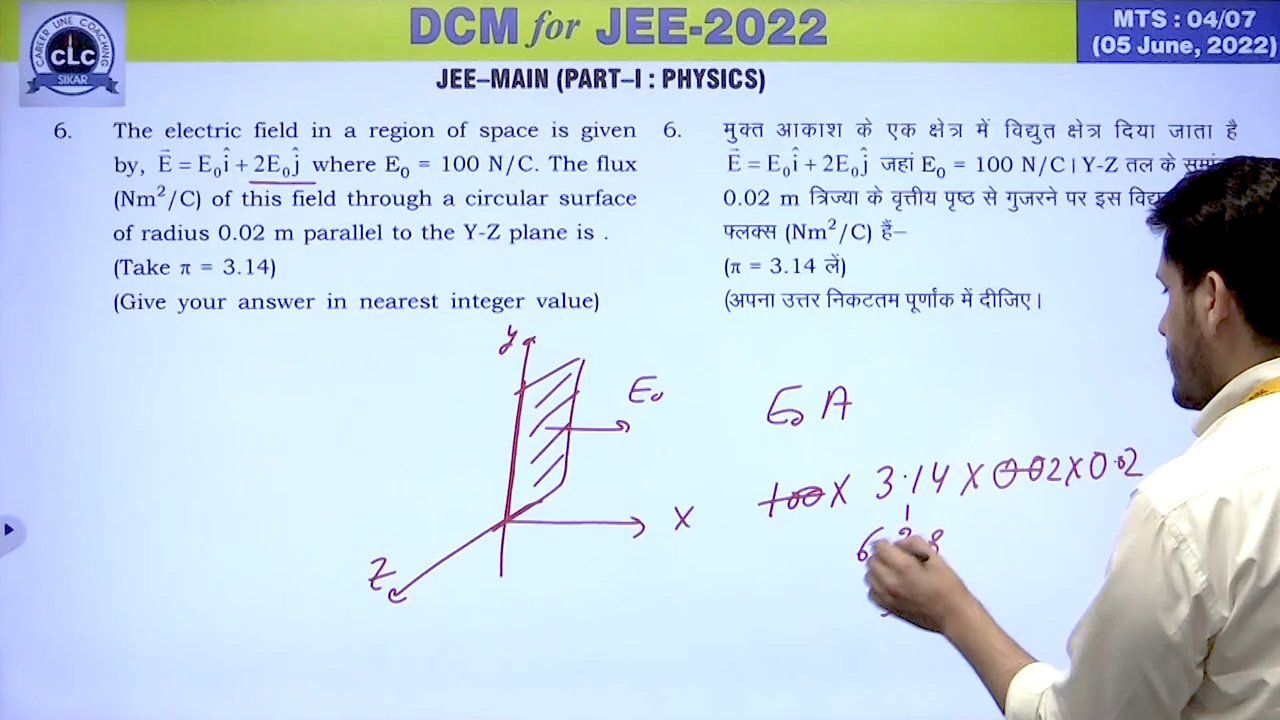 DCM for JEE-2022
MTS : 04/07
(05 June, 2022)
CAREER LINE COACHING
CLC
SIKAR
JEE–MAIN (PART–I : PHYSICS)
6. The electric field in a region of space is given
by, E⃗ = E₀î + 2E₀ĵ where E₀ = 100 N/C. The flux
(Nm²/C) of this field through a circular surface
of radius 0.02 m parallel to the Y-Z plane is .
(Take π = 3.14)
(Give your answer in nearest integer value)
6. मुक्त आकाश के एक क्षेत्र में विद्युत क्षेत्र दिया जाता है
E⃗ = E₀î + 2E₀ĵ जहां E₀ = 100 N/C। Y-Z तल के
0.02 m त्रिज्या के वृत्तीय पृष्ठ से गुजरने पर इस
फ्लक्स (Nm²/C) हैं–
(π = 3.14 लें)
(अपना उत्तर निकटतम पूर्णांक में दीजिए।
y
E₀
X
Z
E₀ A
100 X 3.14 X 0.02 X 0.02